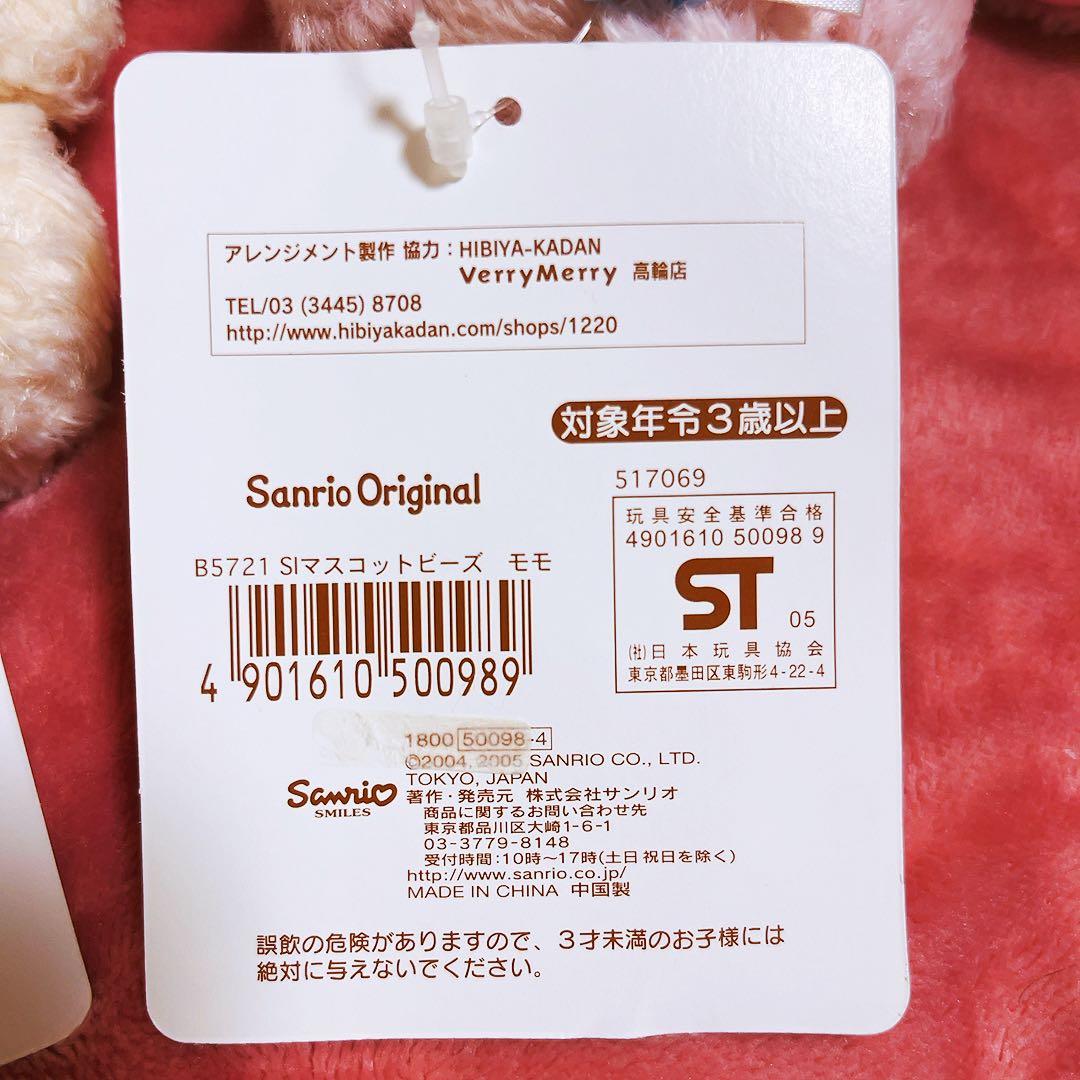 アレンジメント製作 協力：HIBIYA-KADAN
VerryMerry 高輪店
TEL/03 (3445) 8708
http://www.hibiyakadan.com/shops/1220
対象年令3歳以上
Sanrio Original
517069
玩具安全基準合格
4901610 50098 9
ST 05
(社)日本玩具協会
東京都墨田区東駒形4-22-4
B5721 SIマスコットビーズ モモ
4 901610 500989
1800 50098-4
©2004, 2005 SANRIO CO., LTD.
TOKYO, JAPAN
Sanrio
SMILES
著作・発売元 株式会社サンリオ
商品に関するお問い合わせ先
東京都品川区大崎1-6-1
03-3779-8148
受付時間：10時〜17時(土日祝日を除く)
http://www.sanrio.co.jp/
MADE IN CHINA 中国製
誤飲の危険がありますので、3才未満のお子様には
絶対に与えないでください。